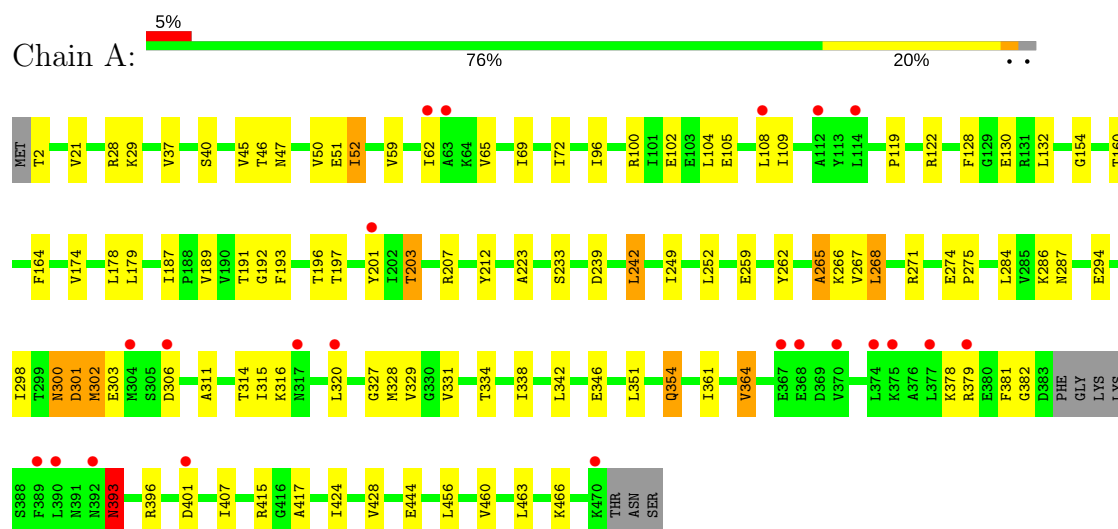 5%
Chain A:
76% 20% • •
MET T2 V21 R28 K29 V37 S40 V45 T46 N47 V50 E51 I52 V59 I62 A63 K64 V65 I69 I72 I96 R100 I101 E102 E103 L104 E105 L108 I109 A112 Y113 L114 P119 R122 F128 G129 E130 R131 L132 G154 T160
F164 V174 L178 L179 I187 P188 V189 V190 T191 G192 F193 T196 T197 Y201 I202 T203 R207 Y212 A223 S233 D239 L242 I249 L252 E259 Y262 A265 K266 V267 L268 R271 E274 P275 L284 V285 K286 N287 E294
I298 T299 N300 D301 M302 E303 M304 S305 D306 A311 T314 I315 K316 N317 L320 G327 M328 V329 G330 V331 T334 I338 L342 E346 L351 Q354 I361 V364 E367 E368 D369 V370 L374 K375 A376 L377 K378 R379 E380 F381 G382 D383 PHE GLY LYS LYS
S388 F389 L390 N391 N392 N393 R396 D401 I407 R415 G416 A417 I424 V428 E444 L456 V460 L463 K466 K470 THR ASN SER